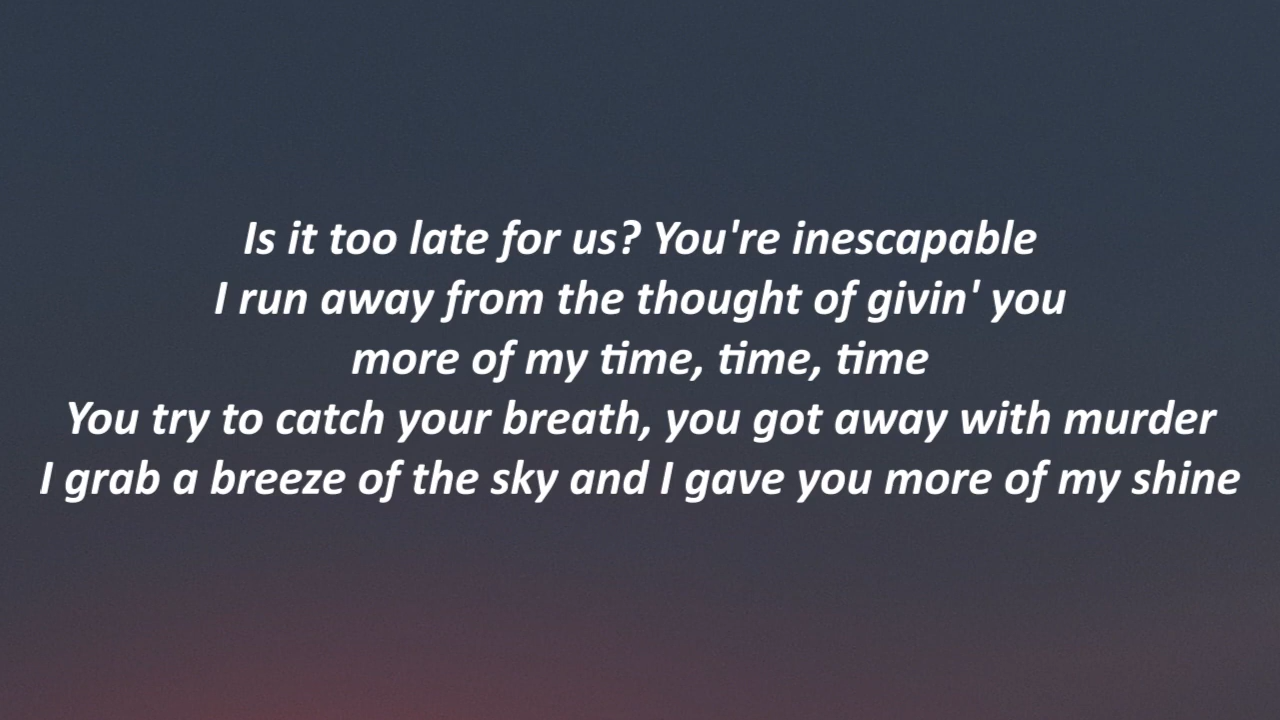 Is it too late for us? You're inescapable
I run away from the thought of givin' you
more of my time, time, time
You try to catch your breath, you got away with murder
I grab a breeze of the sky and I gave you more of my shine